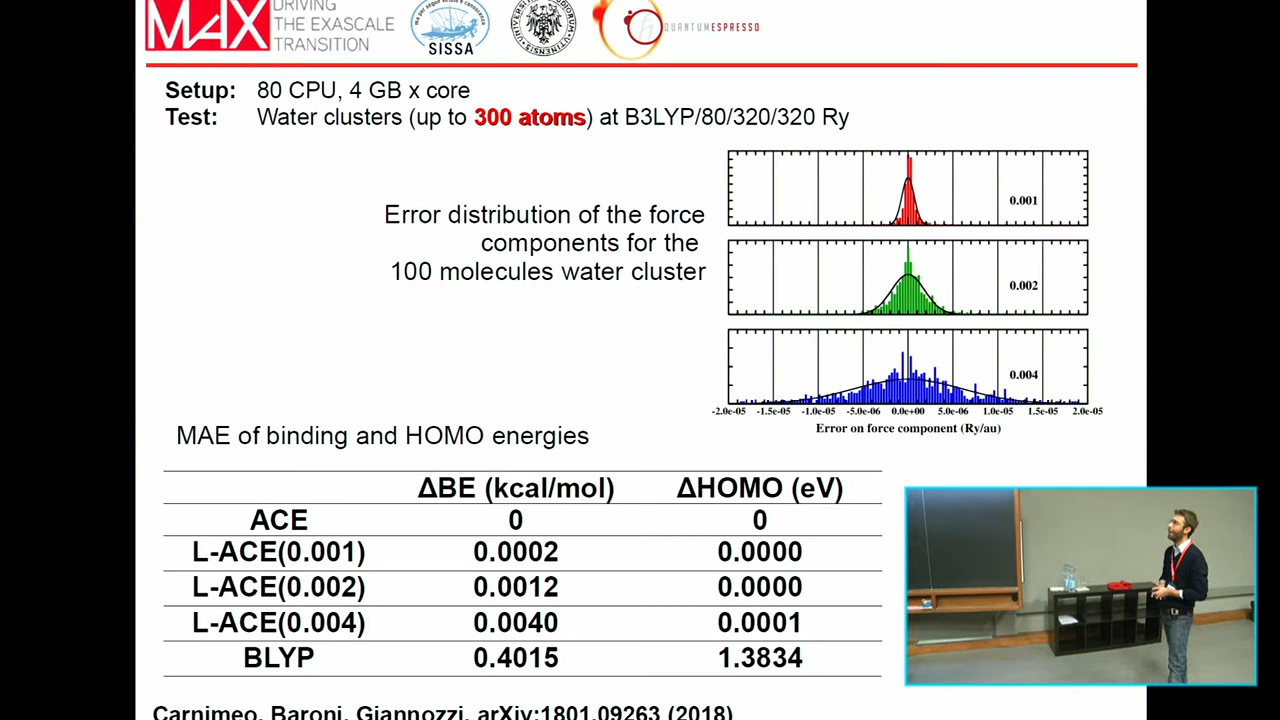 MAX DRIVING
THE EXASCALE
TRANSITION
SISSA
QUANTUMESPRESSO
Setup: 80 CPU, 4 GB x core
Test: Water clusters (up to 300 atoms) at B3LYP/80/320/320 Ry
Error distribution of the force
components for the
100 molecules water cluster
0.001
0.002
0.004
-2.0e-05 -1.5e-05 -1.0e-05 -5.0e-06 0.0e+00 5.0e-06 1.0e-05 1.5e-05 2.0e-05
Error on force component (Ry/au)
MAE of binding and HOMO energies
ΔBE (kcal/mol) ΔHOMO (eV)
ACE 0 0
L-ACE(0.001) 0.0002 0.0000
L-ACE(0.002) 0.0012 0.0000
L-ACE(0.004) 0.0040 0.0001
BLYP 0.4015 1.3834
Carnimeo, Baroni, Giannozzi, arXiv:1801.09263 (2018)